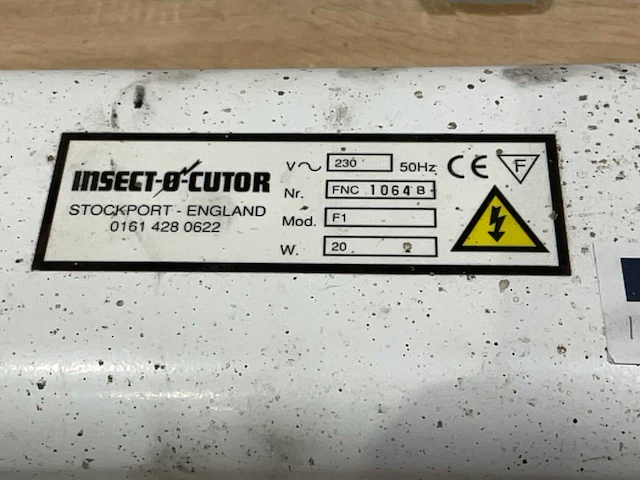 INSECT-O-CUTOR
STOCKPORT - ENGLAND
0161 428 0622
V~ 230 50Hz CE F
Nr. FNC 1064 B-
Mod. F1
W. 20